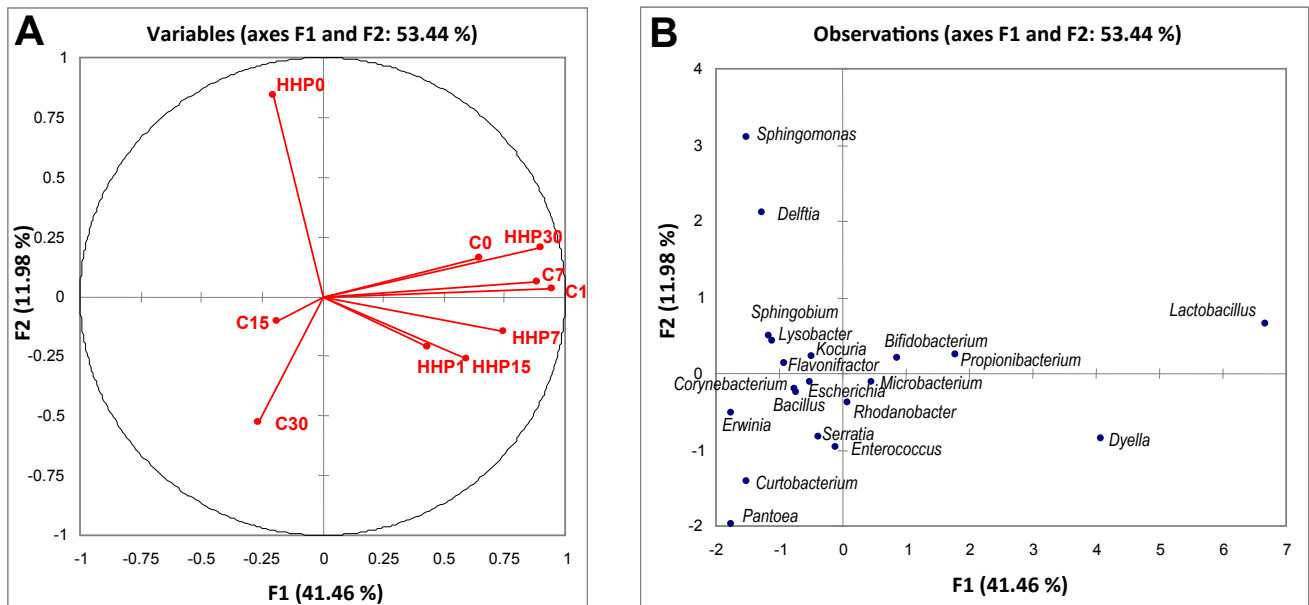 A
Variables (axes F1 and F2: 53.44 %)
1
0.75
0.5
0.25
0
-0.25
-0.5
-0.75
-1
F2 (11.98 %)
HHP0
C0
HHP30
C7
C1
C15
HHP7
HHP1 HHP15
C30
-1 -0.75 -0.5 -0.25 0 0.25 0.5 0.75 1
F1 (41.46 %)
B
Observations (axes F1 and F2: 53.44 %)
4
3
2
1
0
-1
-2
F2 (11.98 %)
Sphingomonas
Delftia
Lactobacillus
Sphingobium
Lysobacter
Kocuria
Bifidobacterium
Flavonifractor
Propionibacterium
Corynebacterium
Escherichia
Microbacterium
Bacillus
Rhodanobacter
Erwinia
Serratia
Enterococcus
Dyella
Curtobacterium
Pantoea
-2 -1 0 1 2 3 4 5 6 7
F1 (41.46 %)